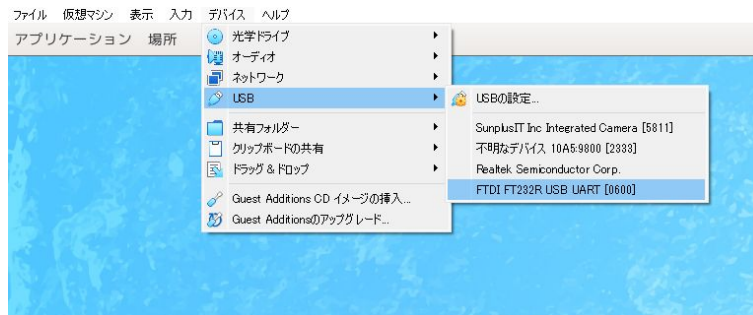 ファイル 仮想マシン 表示 入力 デバイス ヘルプ
アプリケーション 場所
光学ドライブ
オーディオ
ネットワーク
USB
共有フォルダー
クリップボードの共有
ドラッグ & ドロップ
Guest Additions CD イメージの挿入...
Guest Additionsのアップグレード...
USBの設定...
SunplusIT Inc Integrated Camera [5811]
不明なデバイス 10A5:9800 [2333]
Realtek Semiconductor Corp.
FTDI FT232R USB UART [0600]